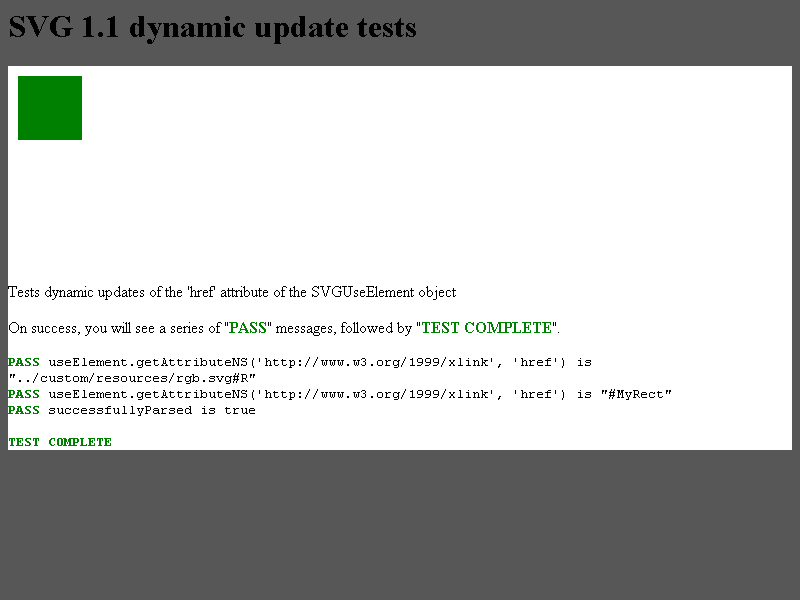 SVG 1.1 dynamic update tests
Tests dynamic updates of the 'href' attribute of the SVGUseElement object
On success, you will see a series of "PASS" messages, followed by "TEST COMPLETE".
PASS useElement.getAttributeNS('http://www.w3.org/1999/xlink', 'href') is
"../custom/resources/rgb.svg#R"
PASS useElement.getAttributeNS('http://www.w3.org/1999/xlink', 'href') is "#MyRect"
PASS successfullyParsed is true
TEST COMPLETE